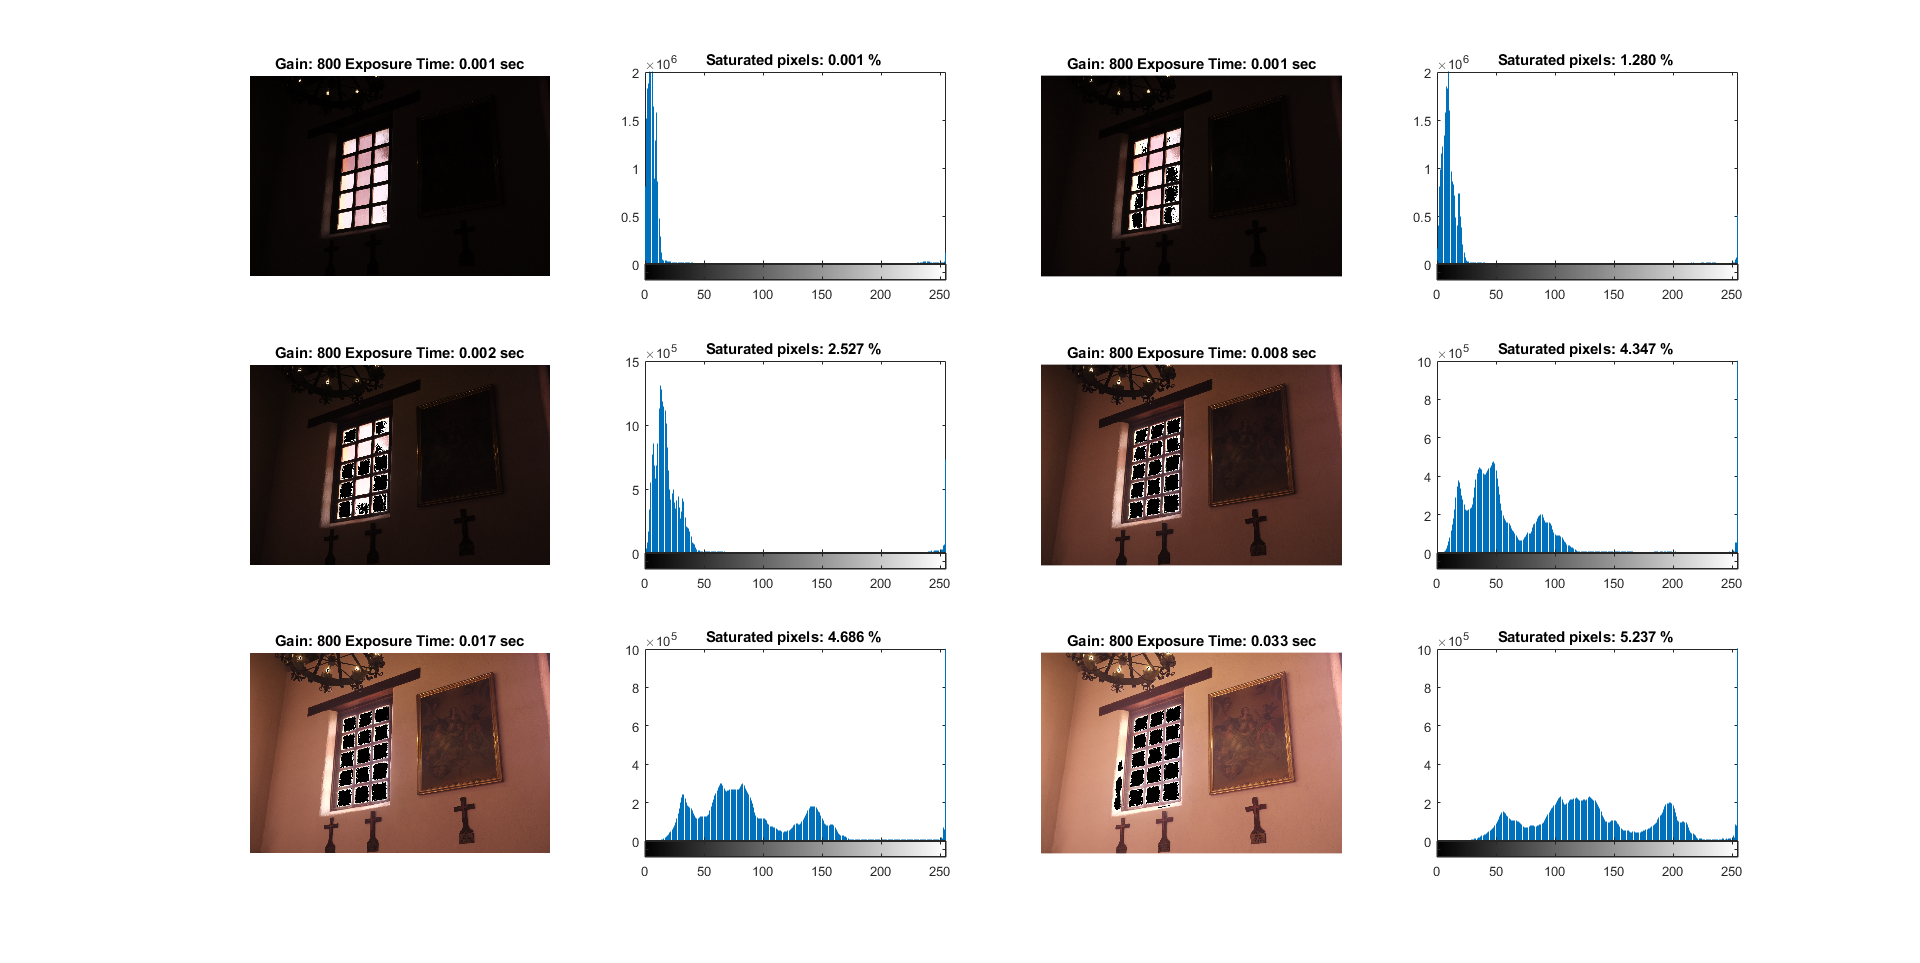 Gain: 800 Exposure Time: 0.001 sec
Saturated pixels: 0.001 %
×10^6
2
1.5
1
0.5
0
0 50 100 150 200 250
Gain: 800 Exposure Time: 0.001 sec
Saturated pixels: 1.280 %
×10^6
2
1.5
1
0.5
0
0 50 100 150 200 250
Gain: 800 Exposure Time: 0.002 sec
Saturated pixels: 2.527 %
×10^5
15
10
5
0
0 50 100 150 200 250
Gain: 800 Exposure Time: 0.008 sec
Saturated pixels: 4.347 %
×10^5
10
8
6
4
2
0
0 50 100 150 200 250
Gain: 800 Exposure Time: 0.017 sec
Saturated pixels: 4.686 %
×10^5
10
8
6
4
2
0
0 50 100 150 200 250
Gain: 800 Exposure Time: 0.033 sec
Saturated pixels: 5.237 %
×10^5
10
8
6
4
2
0
0 50 100 150 200 250